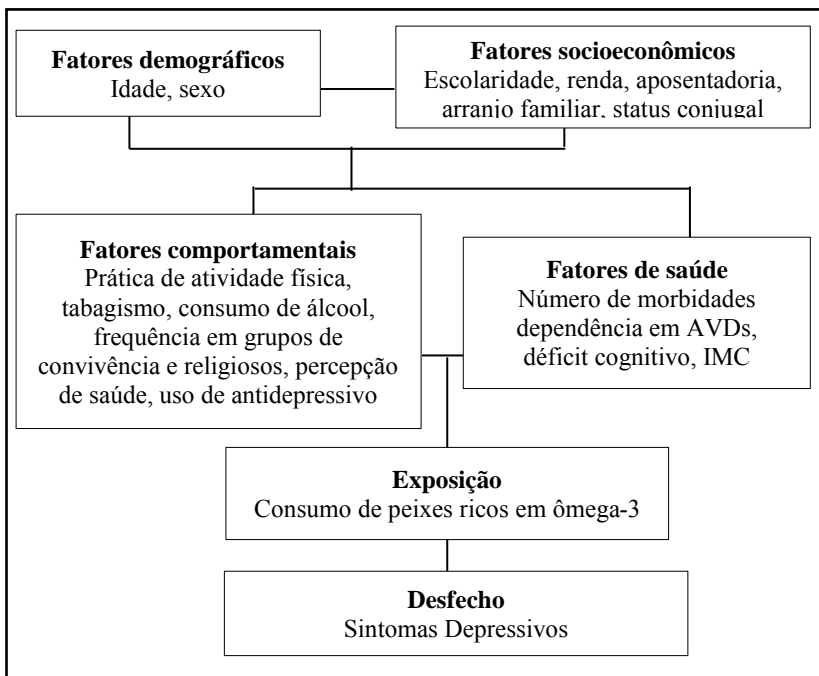 Fatores demográficos
Idade, sexo
Fatores socioeconômicos
Escolaridade, renda, aposentadoria,
arranjo familiar, status conjugal
Fatores comportamentais
Prática de atividade física,
tabagismo, consumo de álcool,
frequência em grupos de
convivência e religiosos, percepção
de saúde, uso de antidepressivo
Fatores de saúde
Número de morbidades
dependência em AVDs,
déficit cognitivo, IMC
Exposição
Consumo de peixes ricos em ômega-3
Desfecho
Sintomas Depressivos